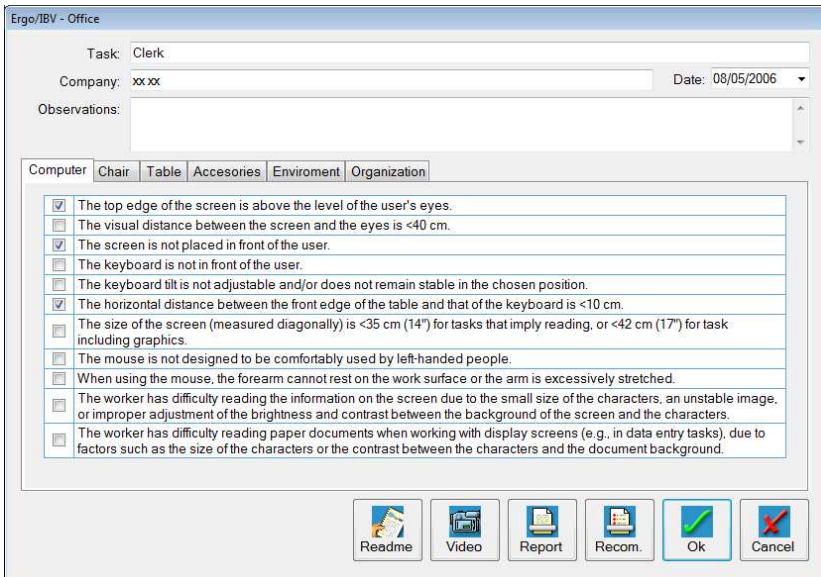 Ergo/IBV - Office
Task: Clerk
Company: xx xx Date: 08/05/2006
Observations:
Computer Chair Table Accesories Enviroment Organization
The top edge of the screen is above the level of the user's eyes.
The visual distance between the screen and the eyes is <40 cm.
The screen is not placed in front of the user.
The keyboard is not in front of the user.
The keyboard tilt is not adjustable and/or does not remain stable in the chosen position.
The horizontal distance between the front edge of the table and that of the keyboard is <10 cm.
The size of the screen (measured diagonally) is <35 cm (14") for tasks that imply reading, or <42 cm (17") for task
including graphics.
The mouse is not designed to be comfortably used by left-handed people.
When using the mouse, the forearm cannot rest on the work surface or the arm is excessively stretched.
The worker has difficulty reading the information on the screen due to the small size of the characters, an unstable image,
or improper adjustment of the brightness and contrast between the background of the screen and the characters.
The worker has difficulty reading paper documents when working with display screens (e.g., in data entry tasks), due to
factors such as the size of the characters or the contrast between the characters and the document background.
Readme Video Report Recom. Ok Cancel